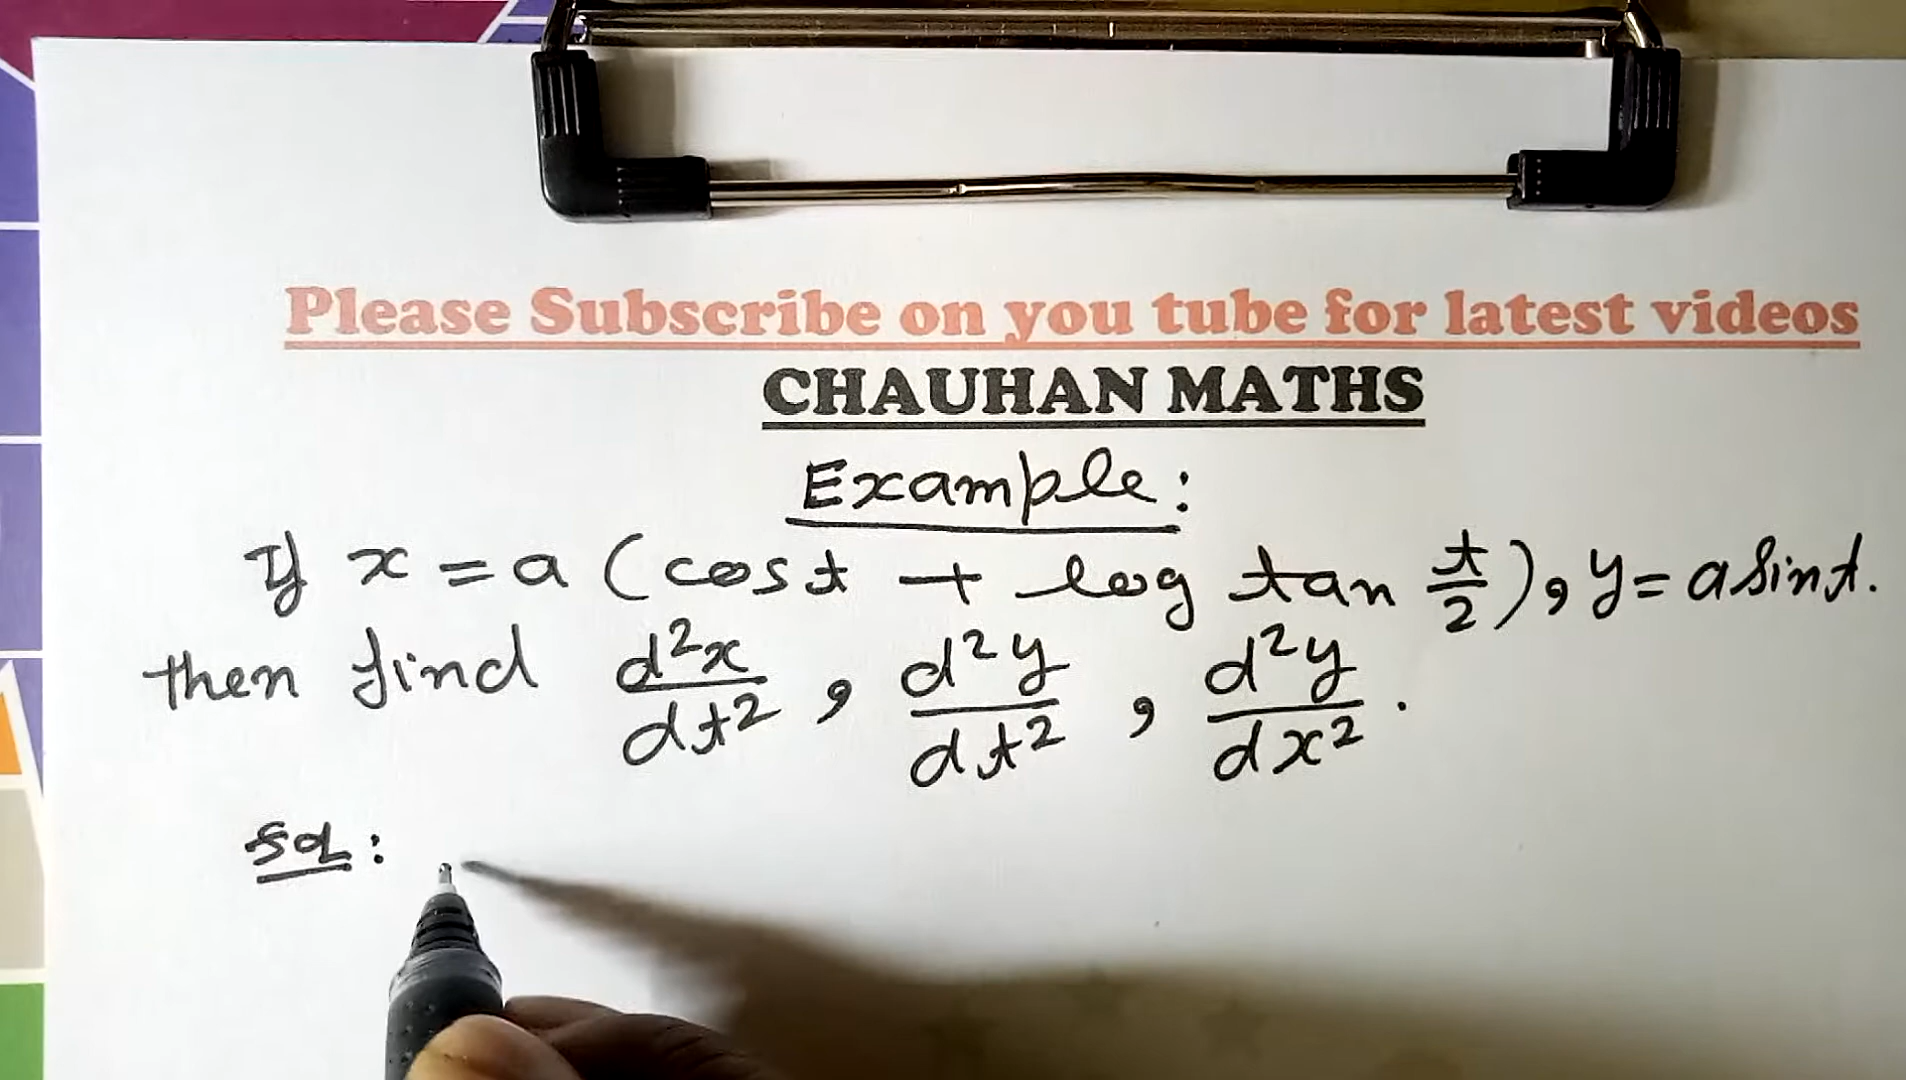 Please Subscribe on you tube for latest videos
CHAUHAN MATHS
Example:
If x = a (cos t + log tan t/2), y = a sin t.
then find d²x/dt², d²y/dt², d²y/dx².
Sol: